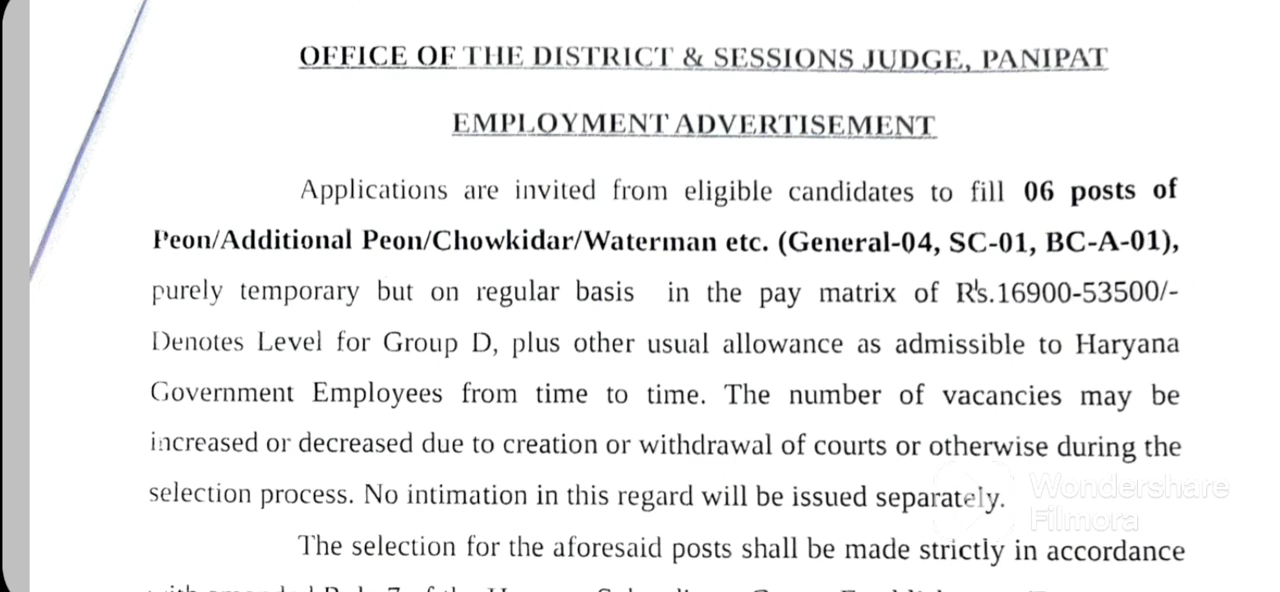 OFFICE OF THE DISTRICT & SESSIONS JUDGE, PANIPAT
EMPLOYMENT ADVERTISEMENT
Applications are invited from eligible candidates to fill 06 posts of
Peon/Additional Peon/Chowkidar/Waterman etc. (General-04, SC-01, BC-A-01),
purely temporary but on regular basis in the pay matrix of Rs.16900-53500/-
Denotes Level for Group D, plus other usual allowance as admissible to Haryana
Government Employees from time to time. The number of vacancies may be
increased or decreased due to creation or withdrawal of courts or otherwise during the
selection process. No intimation in this regard will be issued separately.
Wondershare
Filmora
The selection for the aforesaid posts shall be made strictly in accordance